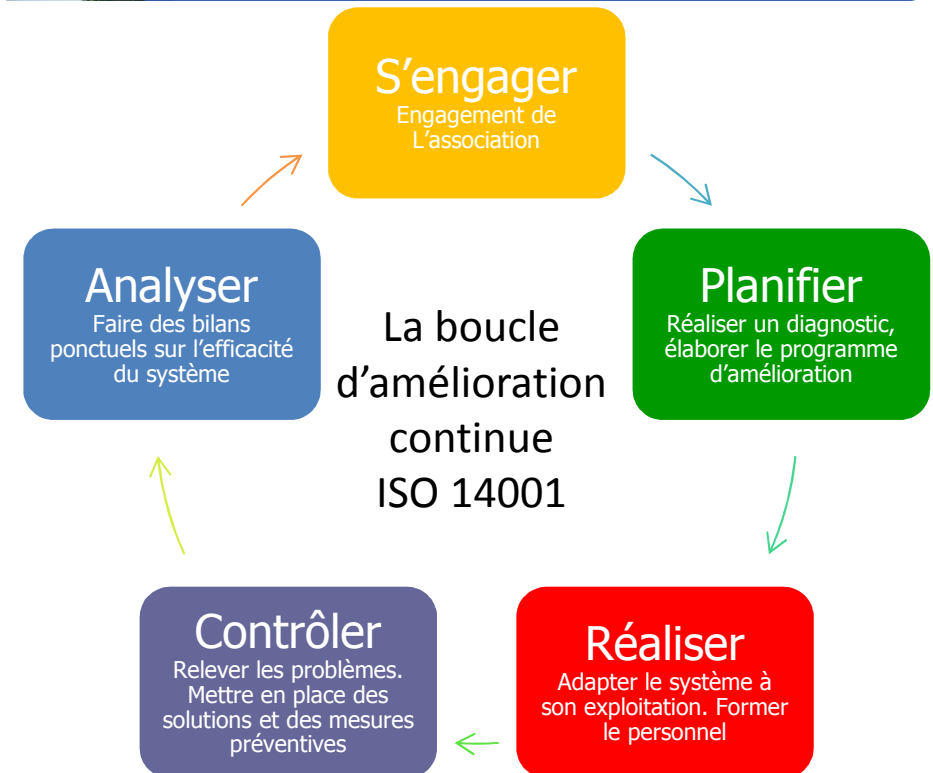 S'engager
Engagement de
L'association
Analyser
Faire des bilans
ponctuels sur l'efficacité
du système
La boucle
d'amélioration
continue
ISO 14001
Planifier
Réaliser un diagnostic,
élaborer le programme
d'amélioration
Contrôler
Relever les problèmes.
Mettre en place des
solutions et des mesures
préventives
Réaliser
Adapter le système à
son exploitation. Former
le personnel